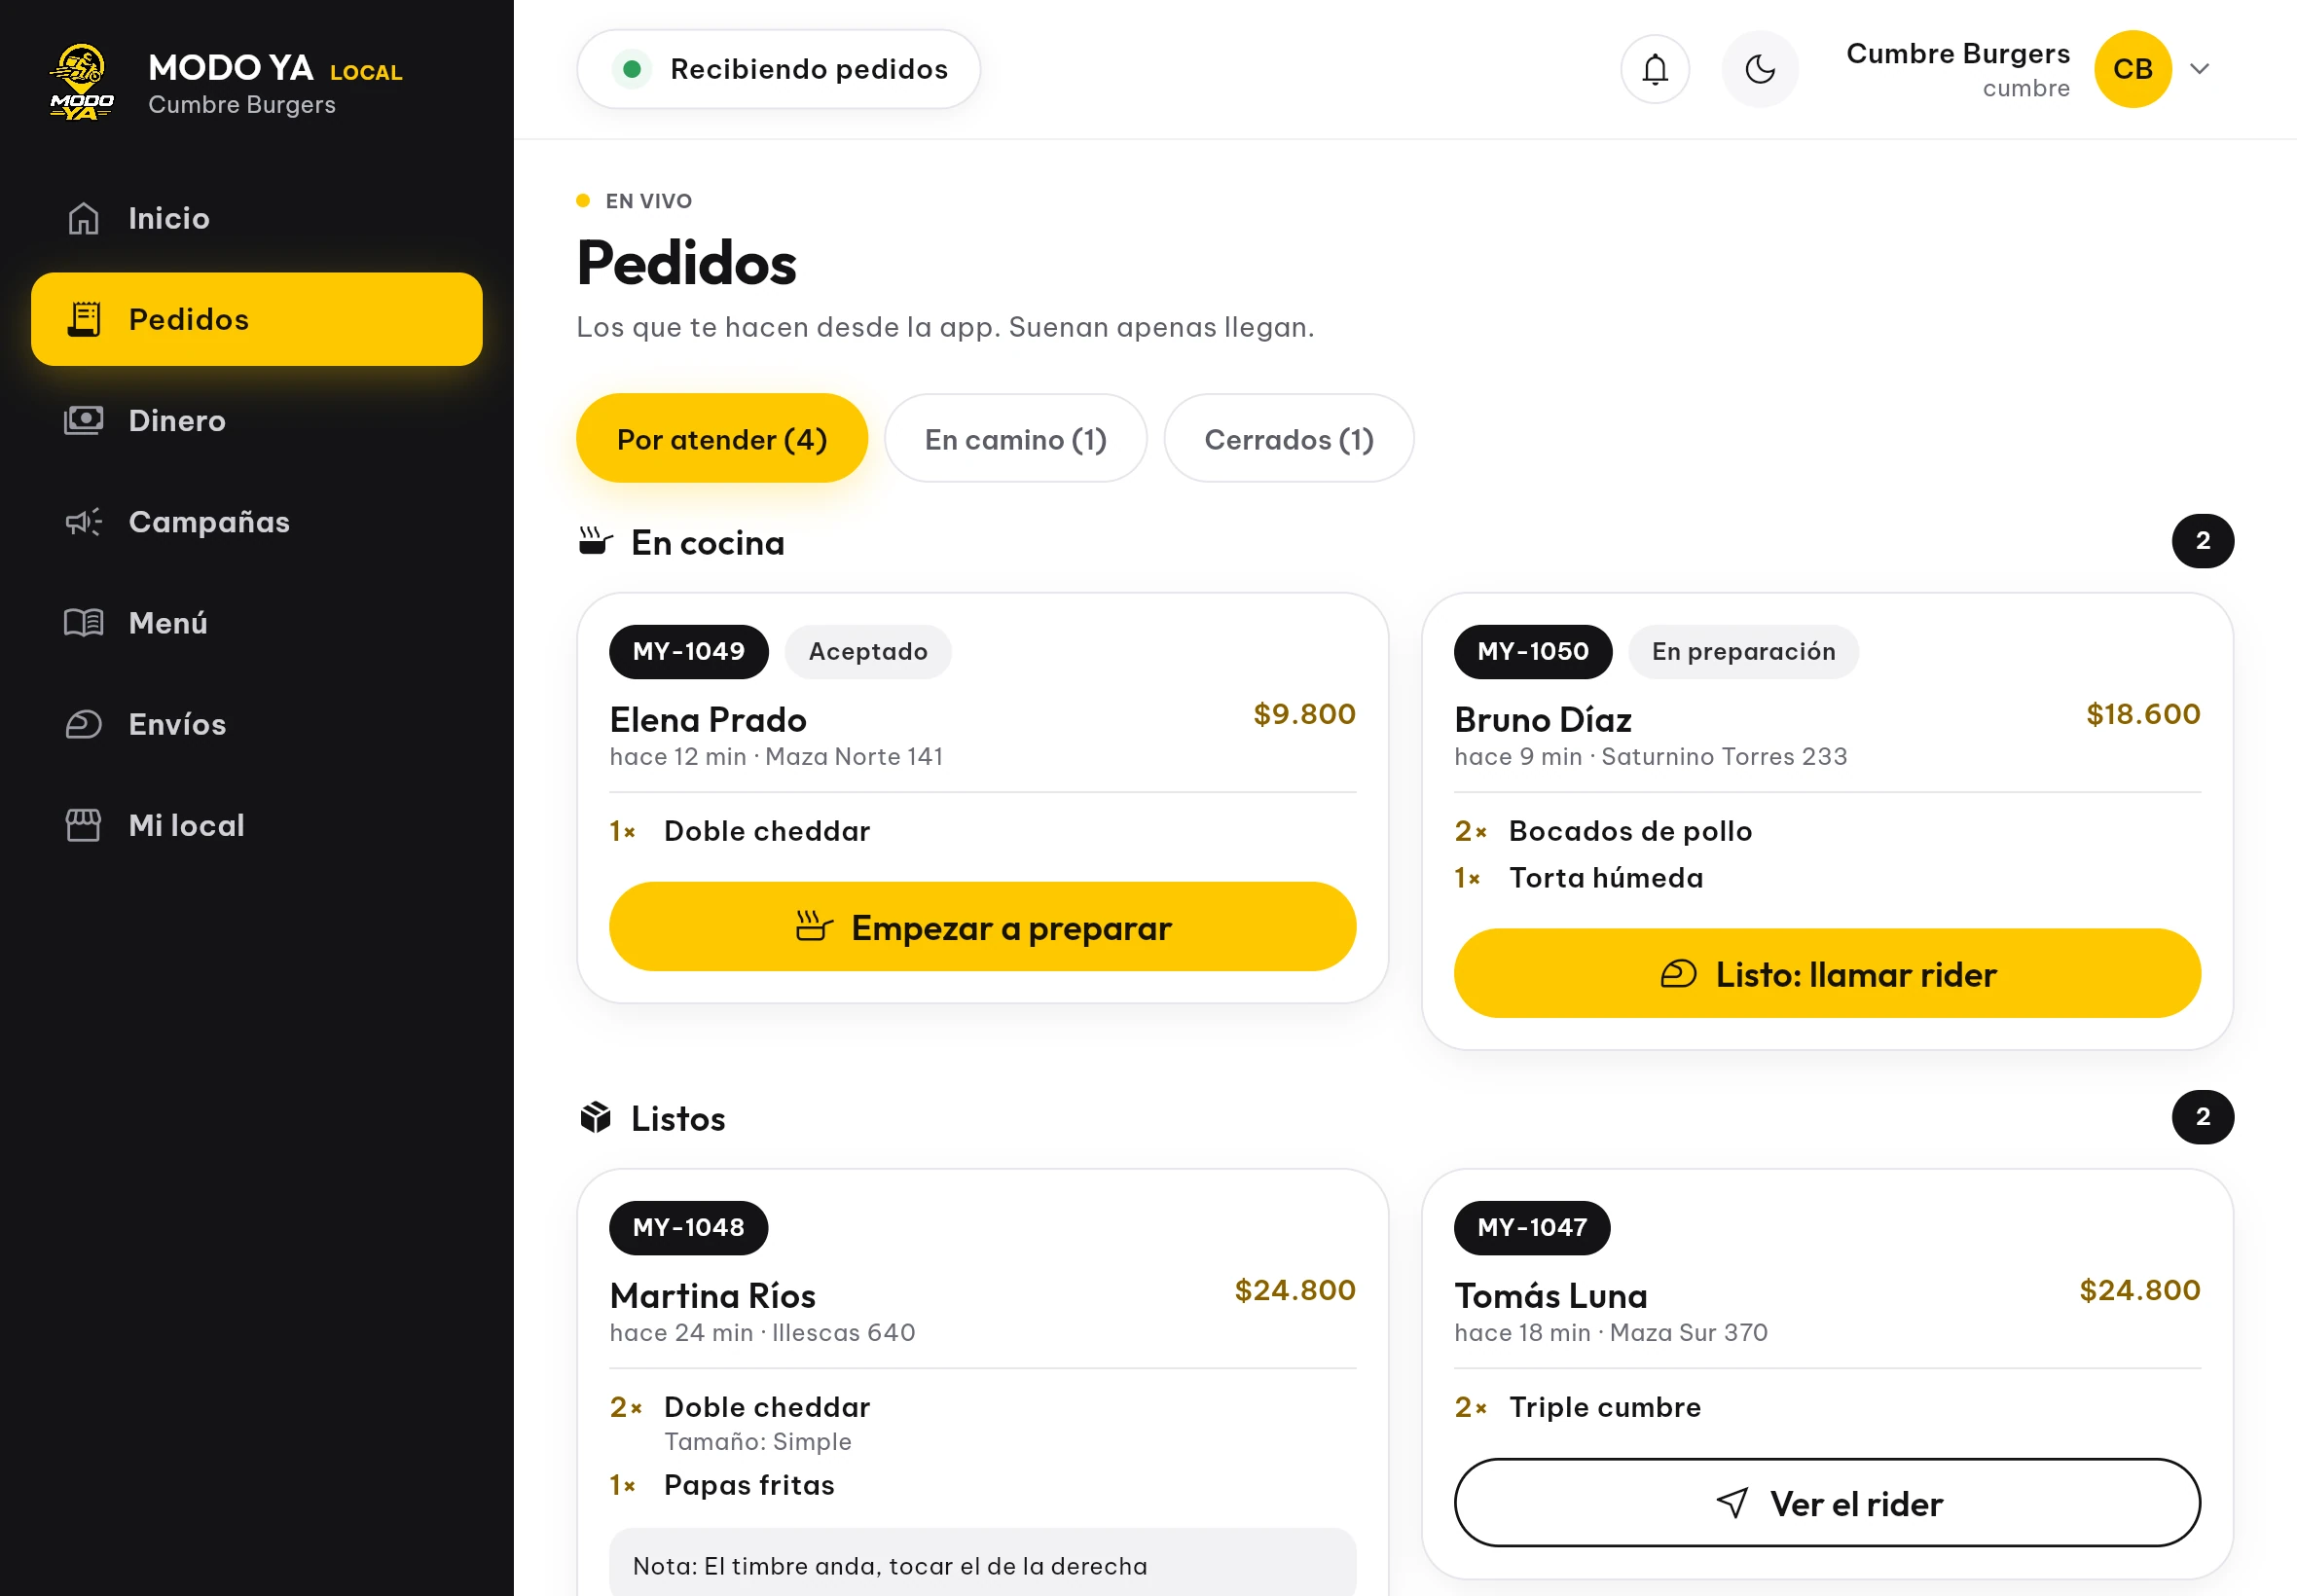 MODO YA
MODO YA LOCAL
Cumbre Burgers
Inicio
Pedidos
Dinero
Campañas
Menú
Envíos
Mi local
Recibiendo pedidos
Cumbre Burgers
cumbre
CB
EN VIVO
Pedidos
Los que te hacen desde la app. Suenan apenas llegan.
Por atender (4)
En camino (1)
Cerrados (1)
En cocina
2
MY-1049
Aceptado
Elena Prado
$9.800
hace 12 min · Maza Norte 141
1× Doble cheddar
Empezar a preparar
MY-1050
En preparación
Bruno Díaz
$18.600
hace 9 min · Saturnino Torres 233
2× Bocados de pollo
1× Torta húmeda
Listo: llamar rider
Listos
2
MY-1048
Martina Ríos
$24.800
hace 24 min · Illescas 640
2× Doble cheddar
Tamaño: Simple
1× Papas fritas
Nota: El timbre anda, tocar el de la derecha
MY-1047
Tomás Luna
$24.800
hace 18 min · Maza Sur 370
2× Triple cumbre
Ver el rider